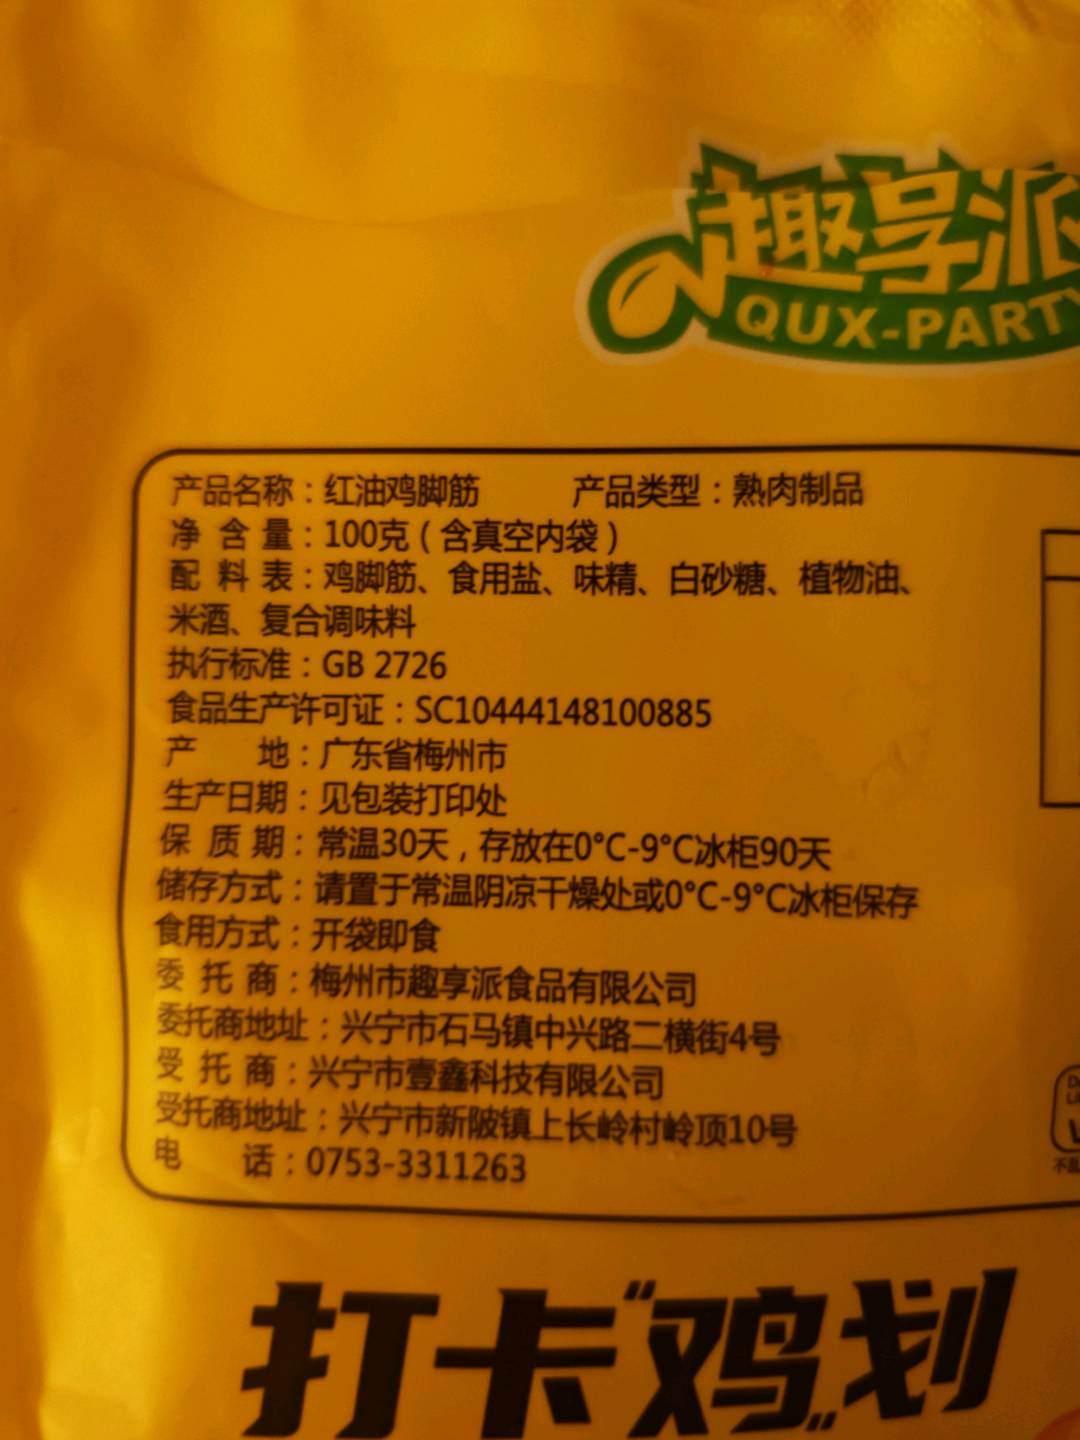 趣享派
QUX-PARTY
产品名称：红油鸡脚筋 产品类型：熟肉制品
净含量：100克（含真空内袋）
配料表：鸡脚筋、食用盐、味精、白砂糖、植物油、
米酒、复合调味料
执行标准：GB 2726
食品生产许可证：SC10444148100885
产 地：广东省梅州市
生产日期：见包装打印处
保质期：常温30天，存放在0°C-9°C冰柜90天
储存方式：请置于常温阴凉干燥处或0°C-9°C冰柜保存
食用方式：开袋即食
委托商：梅州市趣享派食品有限公司
委托商地址：兴宁市石马镇中兴路二横街4号
受托商：兴宁市壹鑫科技有限公司
受托商地址：兴宁市新陂镇上长岭村岭顶10号
电 话：0753-3311263
打卡“鸡”划